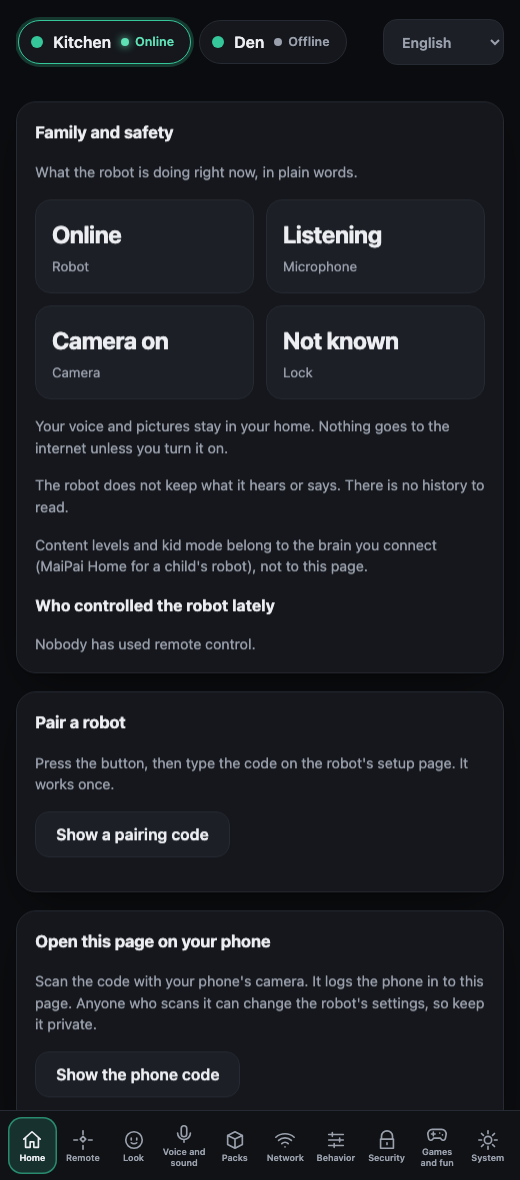 Kitchen Online Den Offline English
Family and safety
What the robot is doing right now, in plain words.
Online Listening
Robot Microphone
Camera on Not known
Camera Lock
Your voice and pictures stay in your home. Nothing goes to the
internet unless you turn it on.
The robot does not keep what it hears or says. There is no history to
read.
Content levels and kid mode belong to the brain you connect
(MaiPai Home for a child's robot), not to this page.
Who controlled the robot lately
Nobody has used remote control.
Pair a robot
Press the button, then type the code on the robot's setup page. It
works once.
Show a pairing code
Open this page on your phone
Scan the code with your phone's camera. It logs the phone in to this
page. Anyone who scans it can change the robot's settings, so keep
it private.
Show the phone code
Home Remote Look Voice and sound Packs Network Behavior Security Games and fun System